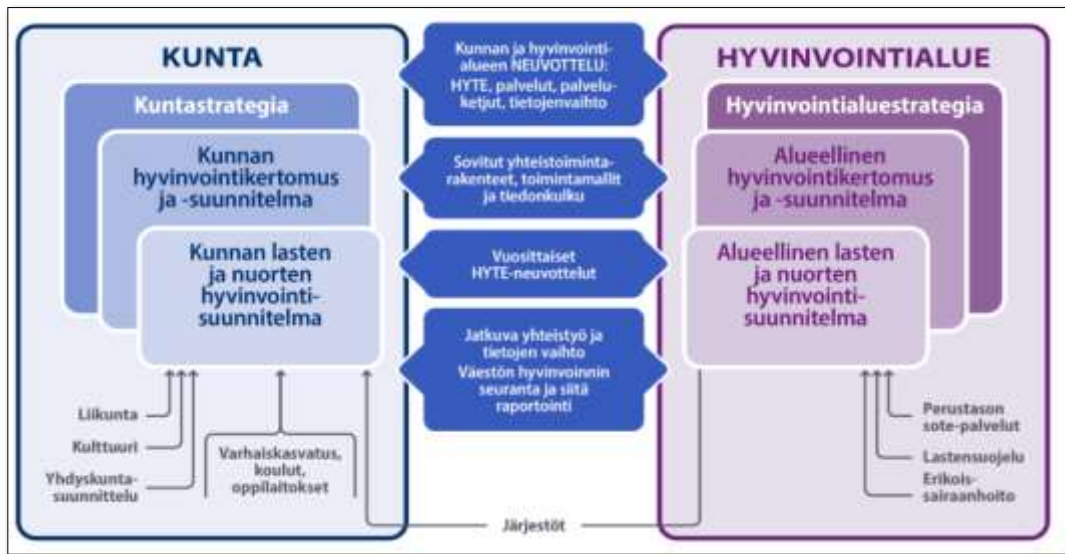 KUNTA
Kuntastrategia
Kunnan
hyvinvointikertomus
ja -suunnitelma
Kunnan lasten
ja nuorten
hyvinvointi-
suunnitelma
Liikunta
Kulttuuri
Yhdyskunta-
suunnittelu
Varhaiskasvatus,
koulut,
oppilaitokset
Kunnan ja hyvinvointi-
alueen NEUVOTTELU:
HYTE, palvelut, palvelu-
ketjut, tietojenvaihto
Sovitut yhteistoiminta-
rakenteet, toimintamallit
ja tiedonkulku
Vuosittaiset
HYTE-neuvottelut
Jatkuva yhteistyö ja
tietojen vaihto
Väestön hyvinvoinnin
seuranta ja siitä
raportointi
Järjestöt
HYVINVOINTIALUE
Hyvinvointialuestrategia
Alueellinen
hyvinvointikertomus
ja -suunnitelma
Alueellinen lasten
ja nuorten
hyvinvointi-
suunnitelma
Perustason
sote-palvelut
Lastensuojelu
Erikois-
sairaanhoito